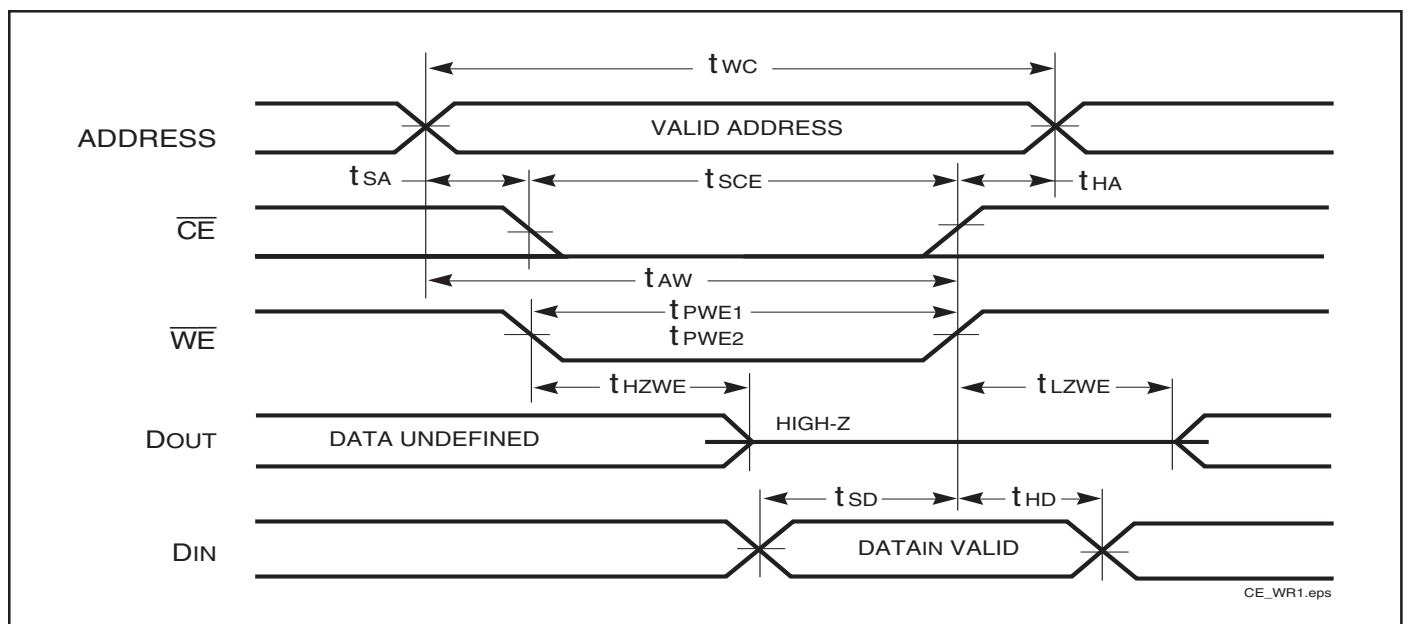 tWC
ADDRESS
VALID ADDRESS
tSA
tSCE
tHA
CE
tAW
WE
tPWE1
tPWE2
tHZWE
tLZWE
DOUT
DATA UNDEFINED
HIGH-Z
tSD
tHD
DIN
DATAIN VALID
CE_WR1.eps